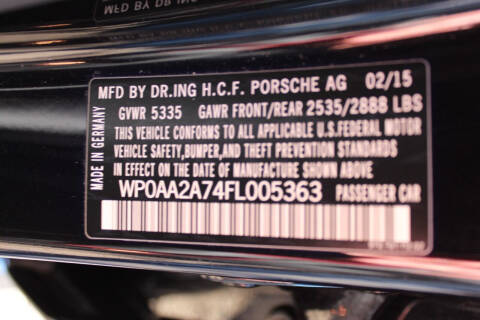 MFD BY DR.ING H.C.F. PORSCHE AG 02/15
GVWR 5335 GAWR FRONT/REAR 2535/2888 LBS
THIS VEHICLE CONFORMS TO ALL APPLICABLE U.S.FEDERAL MOTOR
VEHICLE SAFETY,BUMPER,AND THEFT PREVENTION STANDARDS
IN EFFECT ON THE DATE OF MANUFACTURE SHOWN ABOVE.
WP0AA2A74FL005363 PASSENGER CAR
MADE IN GERMANY